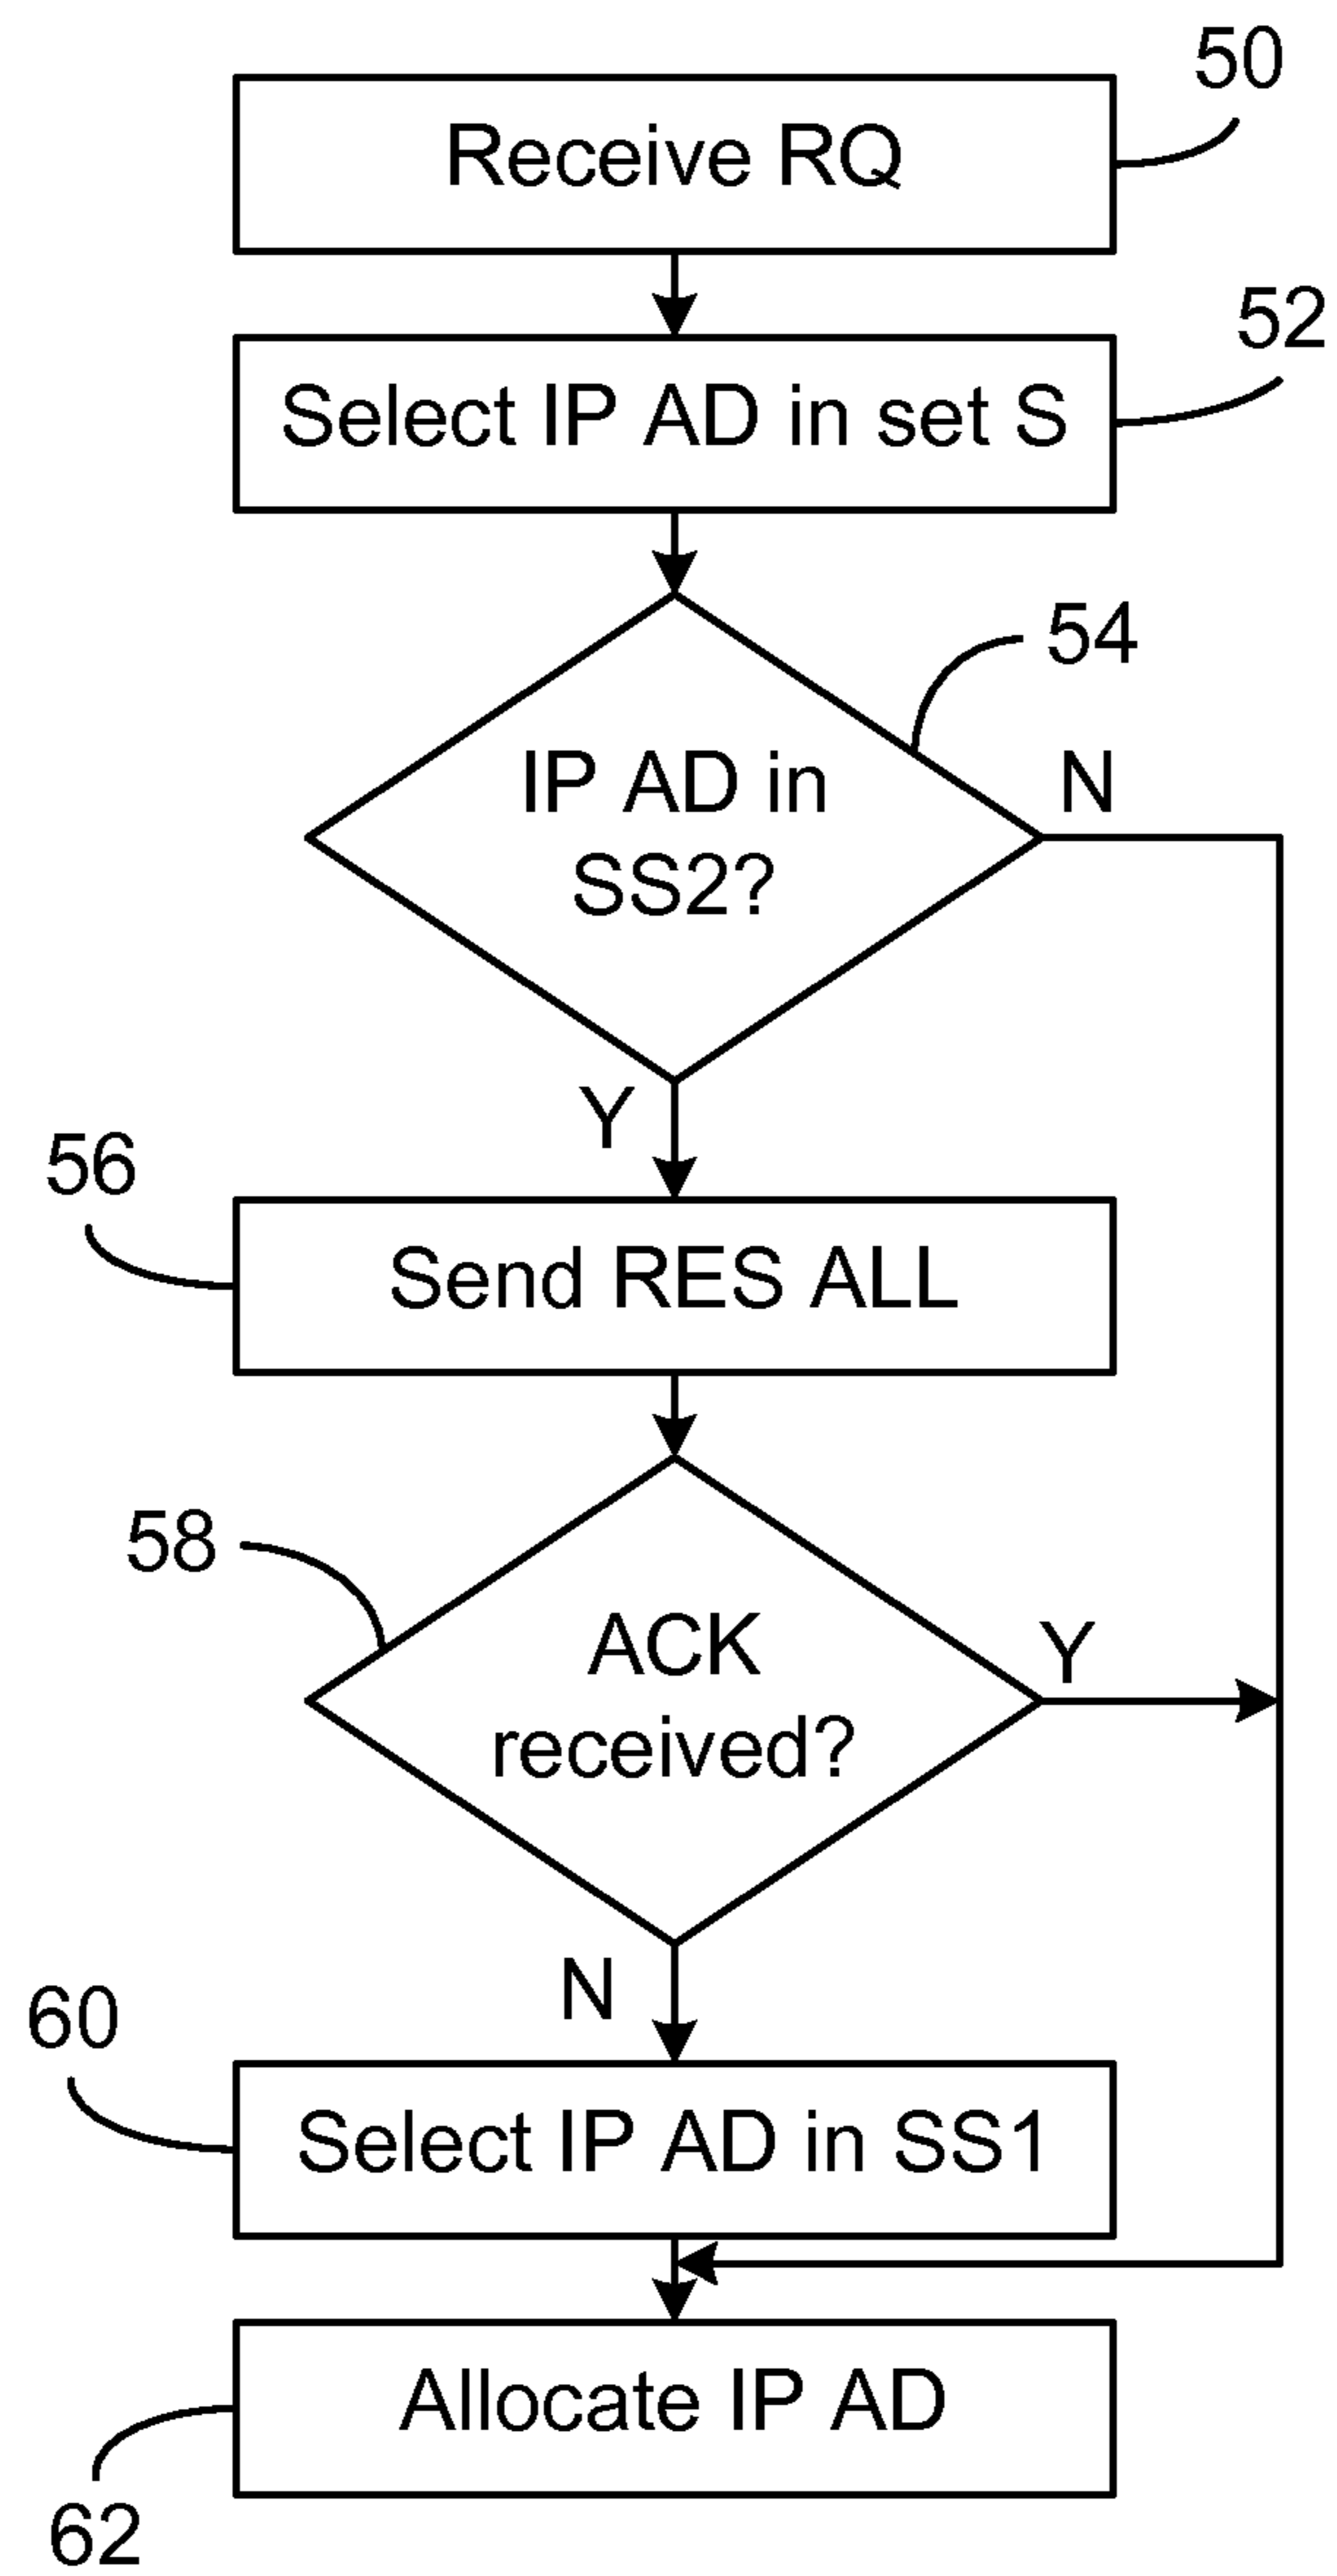 50
Receive RQ
52
Select IP AD in set S
54
IP AD in
SS2?
N
Y
56
Send RES ALL
58
ACK
received?
Y
N
60
Select IP AD in SS1
Allocate IP AD
62